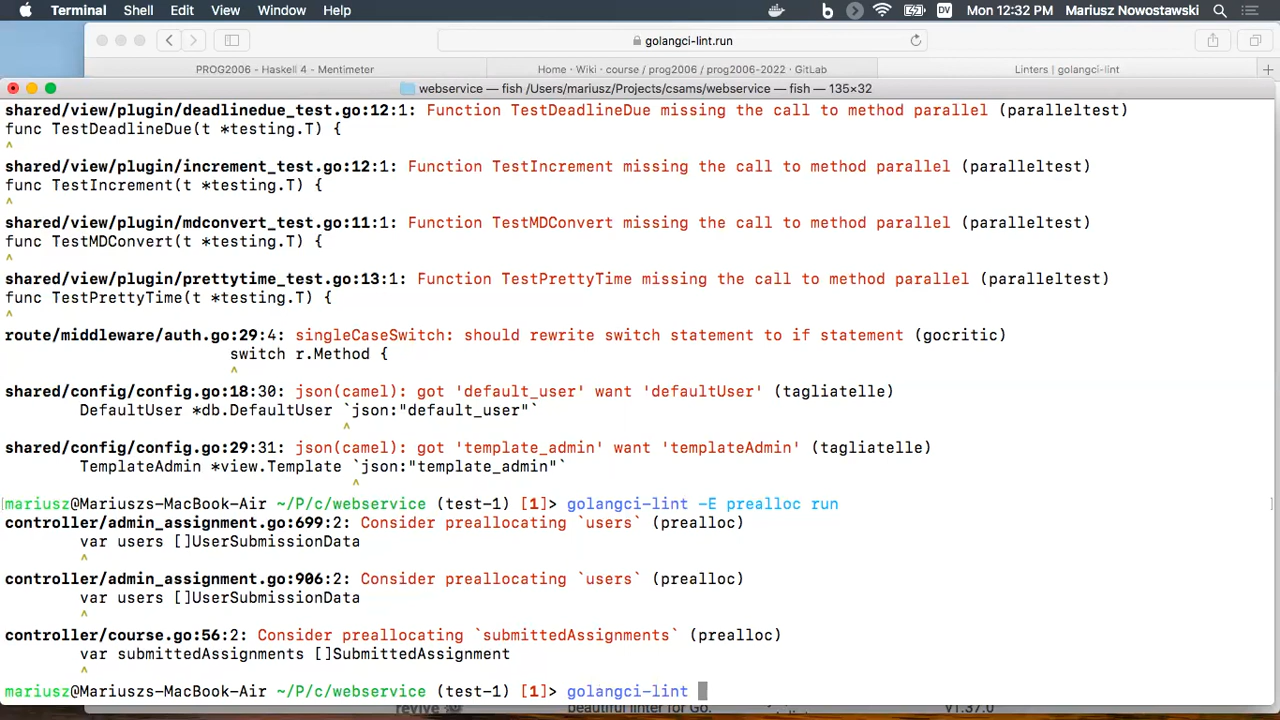 Terminal Shell Edit View Window Help Mon 12:32 PM Mariusz Nowostawski
golangci-lint.run
PROG2006 - Haskell 4 - Mentimeter Home · Wiki · course / prog2006 / prog2006-2022 · GitLab Linters | golangci-lint
webservice — fish /Users/mariusz/Projects/csams/webservice — fish — 135×32
shared/view/plugin/deadlinedue_test.go:12:1: Function TestDeadlineDue missing the call to method parallel (paralleltest)
func TestDeadlineDue(t *testing.T) {
^
shared/view/plugin/increment_test.go:12:1: Function TestIncrement missing the call to method parallel (paralleltest)
func TestIncrement(t *testing.T) {
^
shared/view/plugin/mdconvert_test.go:11:1: Function TestMDConvert missing the call to method parallel (paralleltest)
func TestMDConvert(t *testing.T) {
^
shared/view/plugin/prettytime_test.go:13:1: Function TestPrettyTime missing the call to method parallel (paralleltest)
func TestPrettyTime(t *testing.T) {
^
route/middleware/auth.go:29:4: singleCaseSwitch: should rewrite switch statement to if statement (gocritic)
switch r.Method {
^
shared/config/config.go:18:30: json(camel): got 'default_user' want 'defaultUser' (tagliatelle)
DefaultUser *db.DefaultUser `json:"default_user"`
^
shared/config/config.go:29:31: json(camel): got 'template_admin' want 'templateAdmin' (tagliatelle)
TemplateAdmin *view.Template `json:"template_admin"`
^
mariusz@Mariuszs-MacBook-Air ~/P/c/webservice (test-1) [1]> golangci-lint -E prealloc run
controller/admin_assignment.go:699:2: Consider preallocating `users` (prealloc)
var users []UserSubmissionData
^
controller/admin_assignment.go:906:2: Consider preallocating `users` (prealloc)
var users []UserSubmissionData
^
controller/course.go:56:2: Consider preallocating `submittedAssignments` (prealloc)
var submittedAssignments []SubmittedAssignment
^
mariusz@Mariuszs-MacBook-Air ~/P/c/webservice (test-1) [1]> golangci-lint
revive beautiful linter for Go. v1.37.0